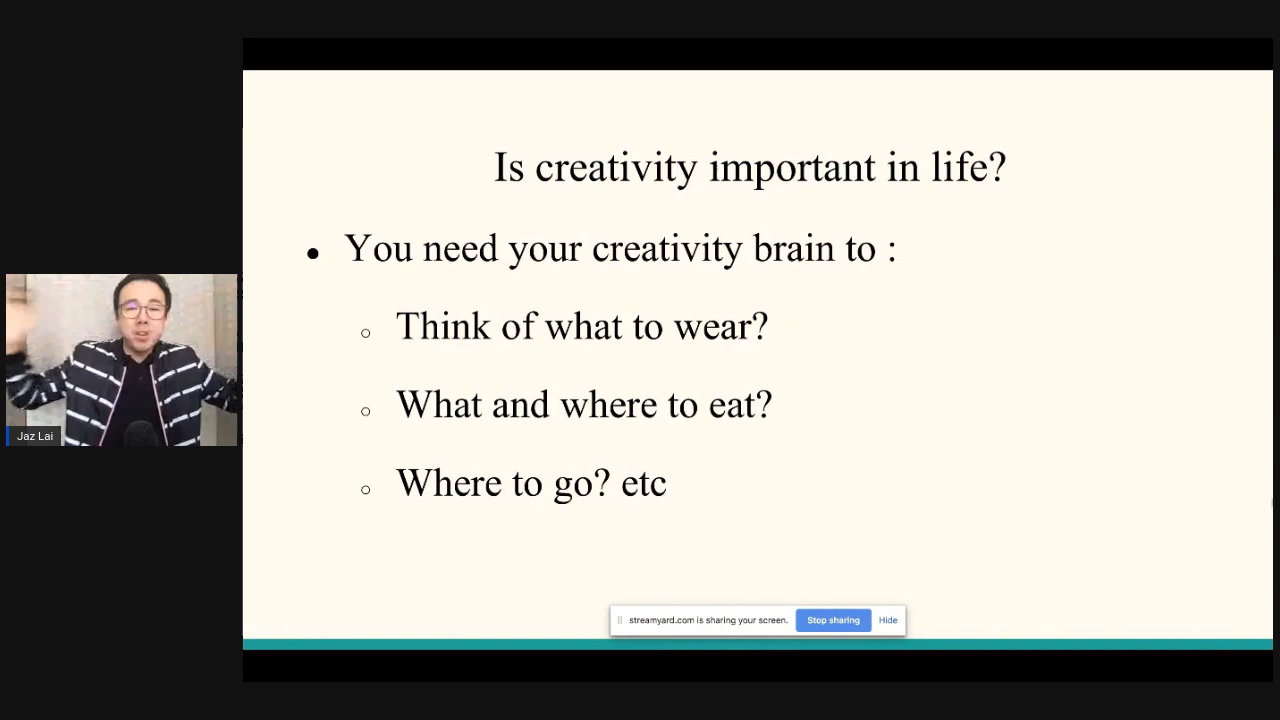 Is creativity important in life?
● You need your creativity brain to :
○ Think of what to wear?
○ What and where to eat?
○ Where to go? etc
Jaz Lai
streamyard.com is sharing your screen. Stop sharing Hide